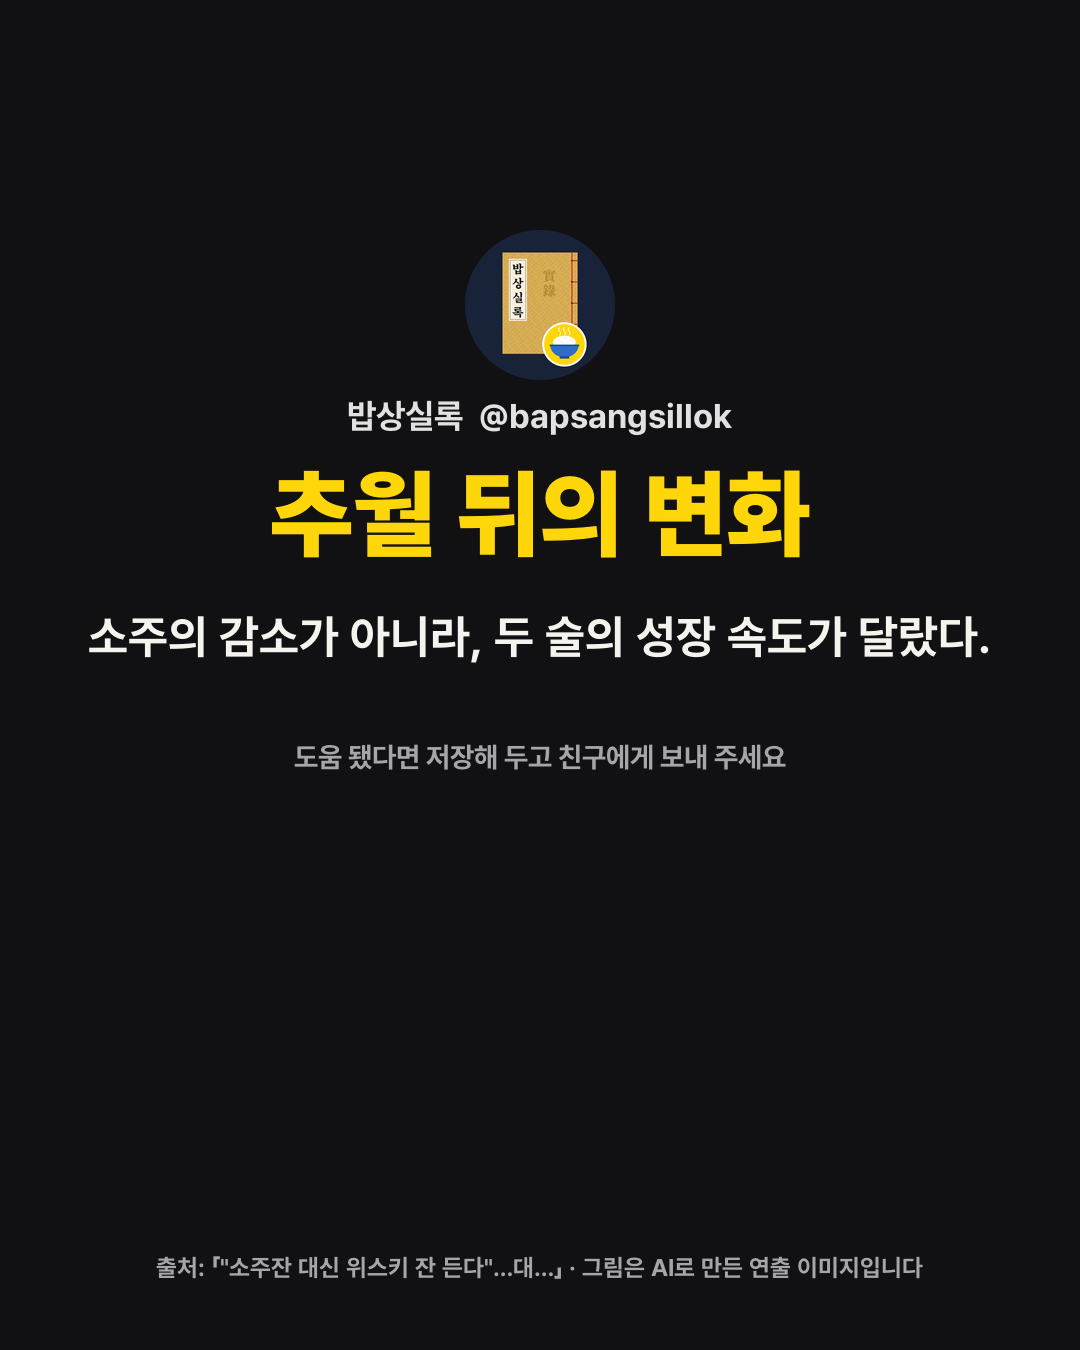 밥상실록
實錄
밥상실록 @bapsangsillok
추월 뒤의 변화
소주의 감소가 아니라, 두 술의 성장 속도가 달랐다.
도움 됐다면 저장해 두고 친구에게 보내 주세요
출처: 「"소주잔 대신 위스키 잔 든다"...대...」 · 그림은 AI로 만든 연출 이미지입니다